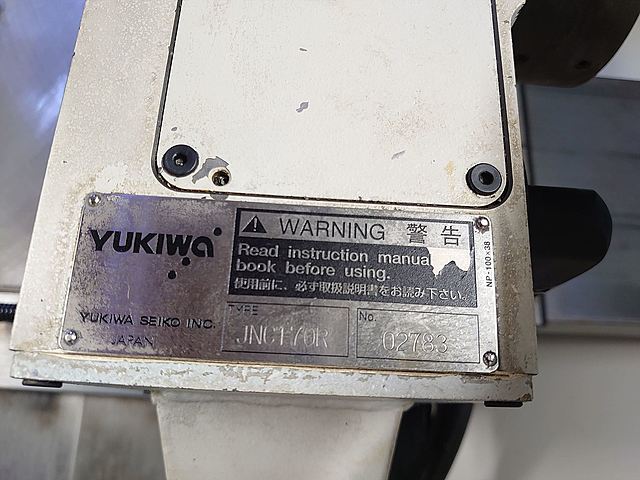 YUKIWA
YUKIWA SEIKO INC.
JAPAN
WARNING 警告
Read instruction manua
book before using.
使用前に、必ず取扱説明書をお読み下さい。
TYPE
JNC170R
No.
02783
NP-100×38